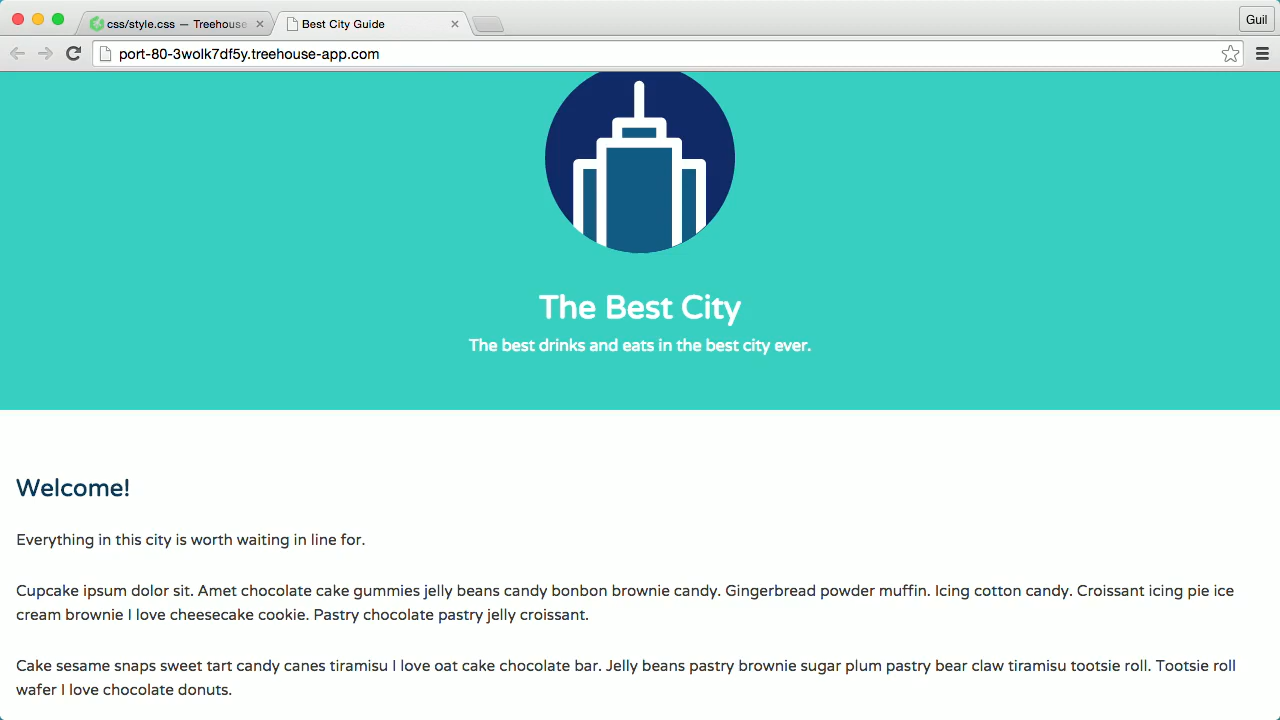 css/style.css — Treehouse
Best City Guide
Guil
port-80-3wolk7df5y.treehouse-app.com
The Best City
The best drinks and eats in the best city ever.
Welcome!
Everything in this city is worth waiting in line for.
Cupcake ipsum dolor sit. Amet chocolate cake gummies jelly beans candy bonbon brownie candy. Gingerbread powder muffin. Icing cotton candy. Croissant icing pie ice
cream brownie I love cheesecake cookie. Pastry chocolate pastry jelly croissant.
Cake sesame snaps sweet tart candy canes tiramisu I love oat cake chocolate bar. Jelly beans pastry brownie sugar plum pastry bear claw tiramisu tootsie roll. Tootsie roll
wafer I love chocolate donuts.